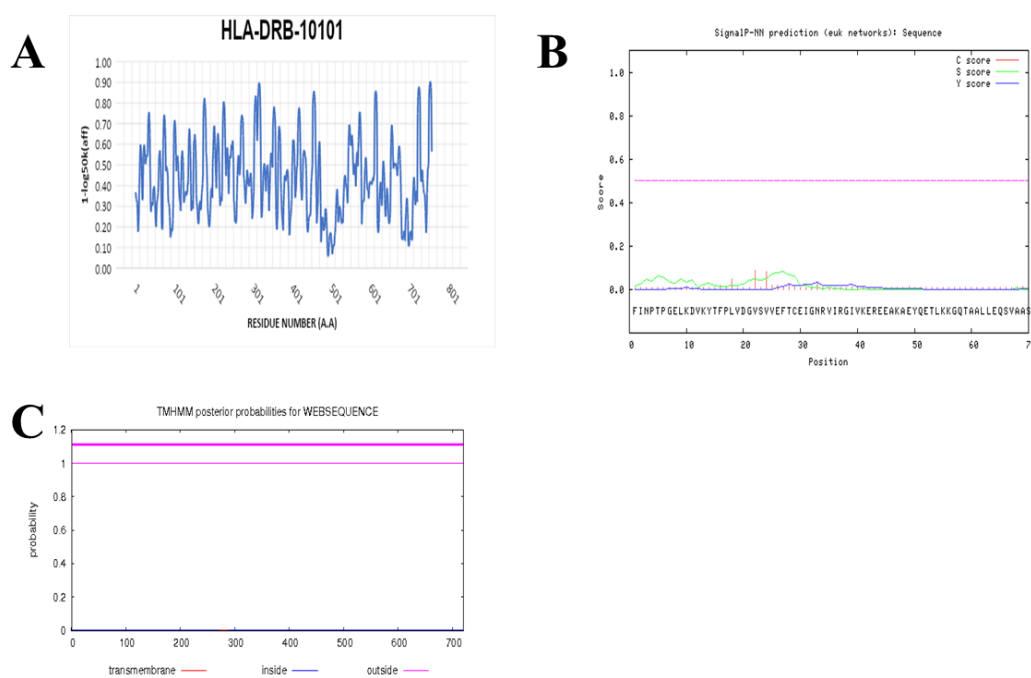 A
HLA-DRB-10101
1-log50k(aff)
1.00
0.90
0.80
0.70
0.60
0.50
0.40
0.30
0.20
0.10
0.00
1
101
201
301
401
501
601
701
801
RESIDUE NUMBER (A.A)
B
SignalP-NN prediction (euk networks): Sequence
C score
S score
Y score
Score
1.0
0.8
0.6
0.4
0.2
0.0
FINPTPGELKDVKYTFPLVDGVSVVEFTCEIGNRVIRGIVKEREEAKAEYQETLKKGQTAALLEQSVAAS
0 10 20 30 40 50 60 7
Position
C
TMHMM posterior probabilities for WEBSEQUENCE
probability
1.2
1
0.8
0.6
0.4
0.2
0
0 100 200 300 400 500 600 700
transmembrane inside outside